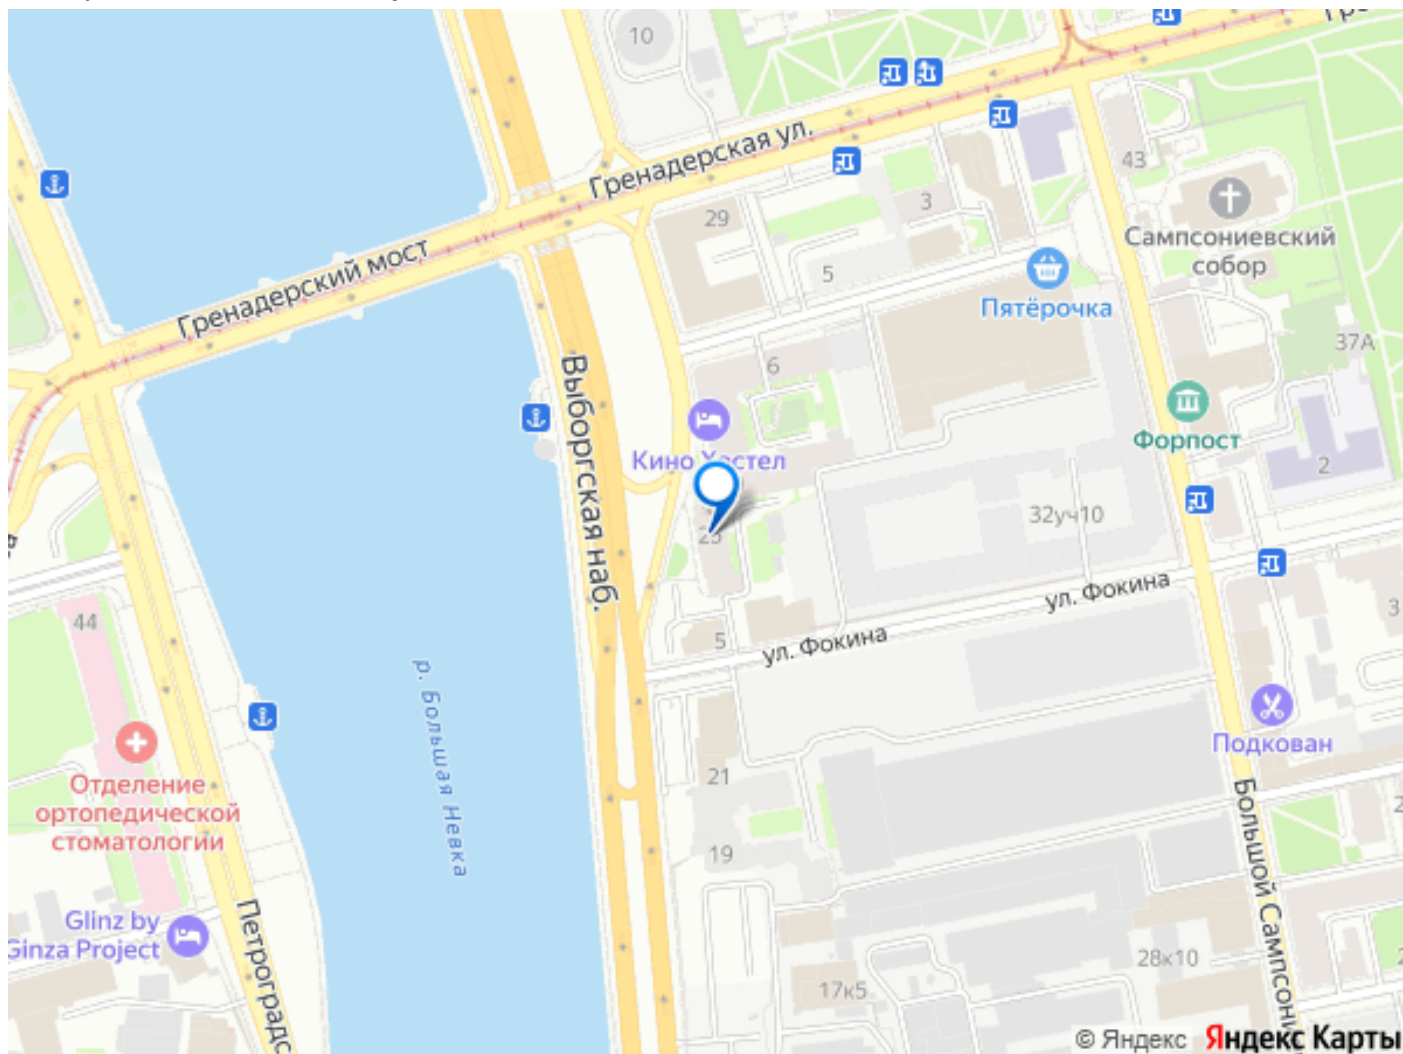 10
Гренадерская ул.
43
29
3
Сампсониевский
собор
Гренадерский мост
5
Пятёрочка
37А
6
Выборгская наб.
Форпост
Кино Хостел
2
25
32уч10
ул. Фокина
44
5
ул. Фокина
3
р. Большая Невка
Подкован
21
Отделение
ортопедической
стоматологии
19
Большой Сампсони
Glinz by
Ginza Project
Петроградс
28к10
17к5
© Яндекс Яндекс Карты